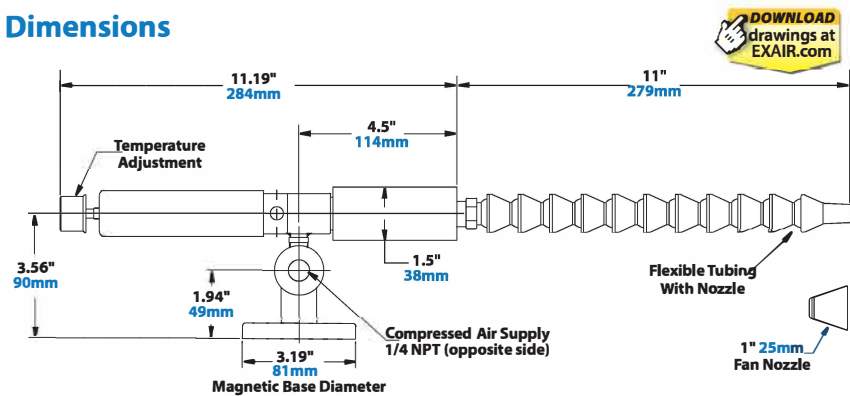 Dimensions
DOWNLOAD
drawings at
EXAIR.com
11.19"
284mm
11"
279mm
4.5"
114mm
Temperature
Adjustment
3.56"
90mm
1.94"
49mm
1.5"
38mm
Flexible Tubing
With Nozzle
Compressed Air Supply
1/4 NPT (opposite side)
3.19"
81mm
Magnetic Base Diameter
1" 25mm
Fan Nozzle